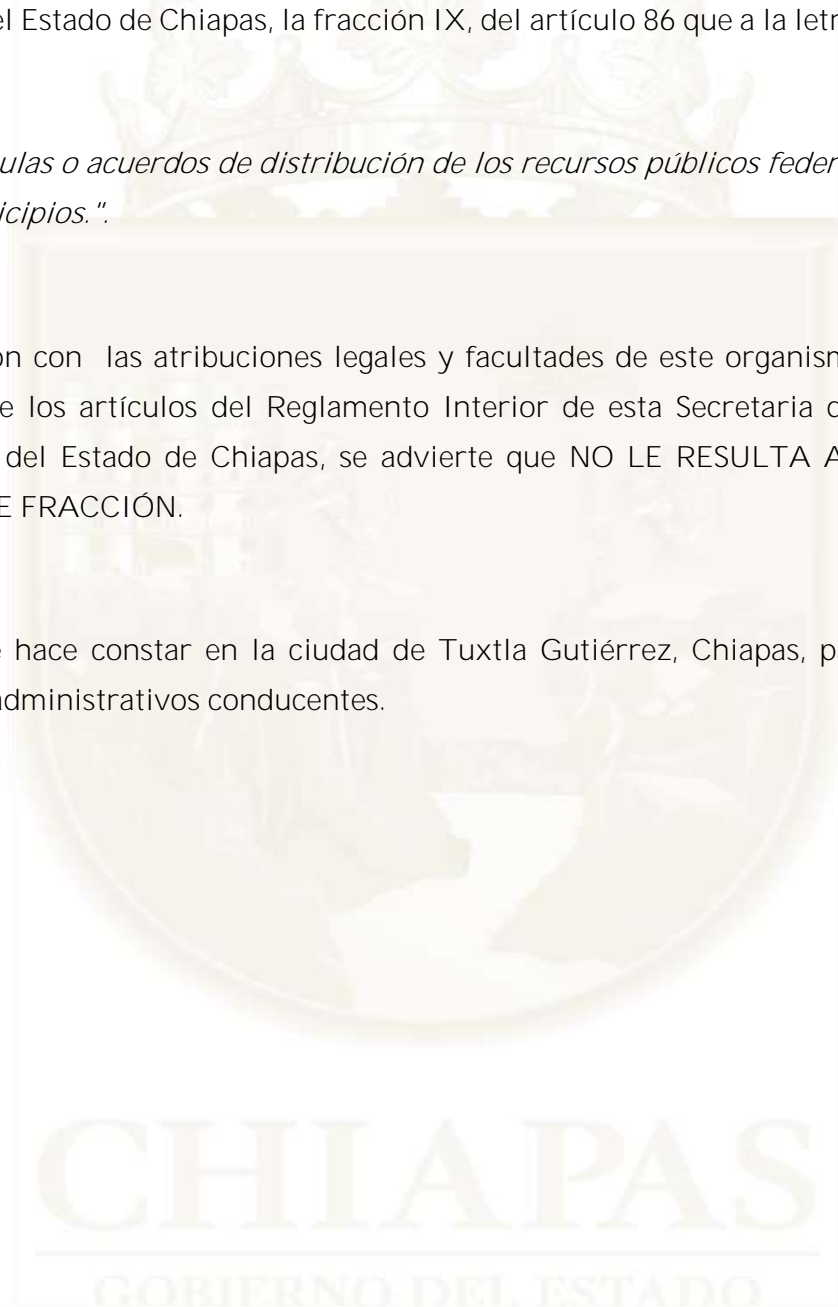 el Estado de Chiapas, la fracción IX, del artículo 86 que a la letr
ulas o acuerdos de distribución de los recursos públicos feder
icipios.".
ón con las atribuciones legales y facultades de este organism
e los artículos del Reglamento Interior de esta Secretaria
del Estado de Chiapas, se advierte que NO LE RESULTA A
E FRACCIÓN.
hace constar en la ciudad de Tuxtla Gutiérrez, Chiapas, p
administrativos conducentes.
CHIAPAS
GOBIERNO DEL ESTADO